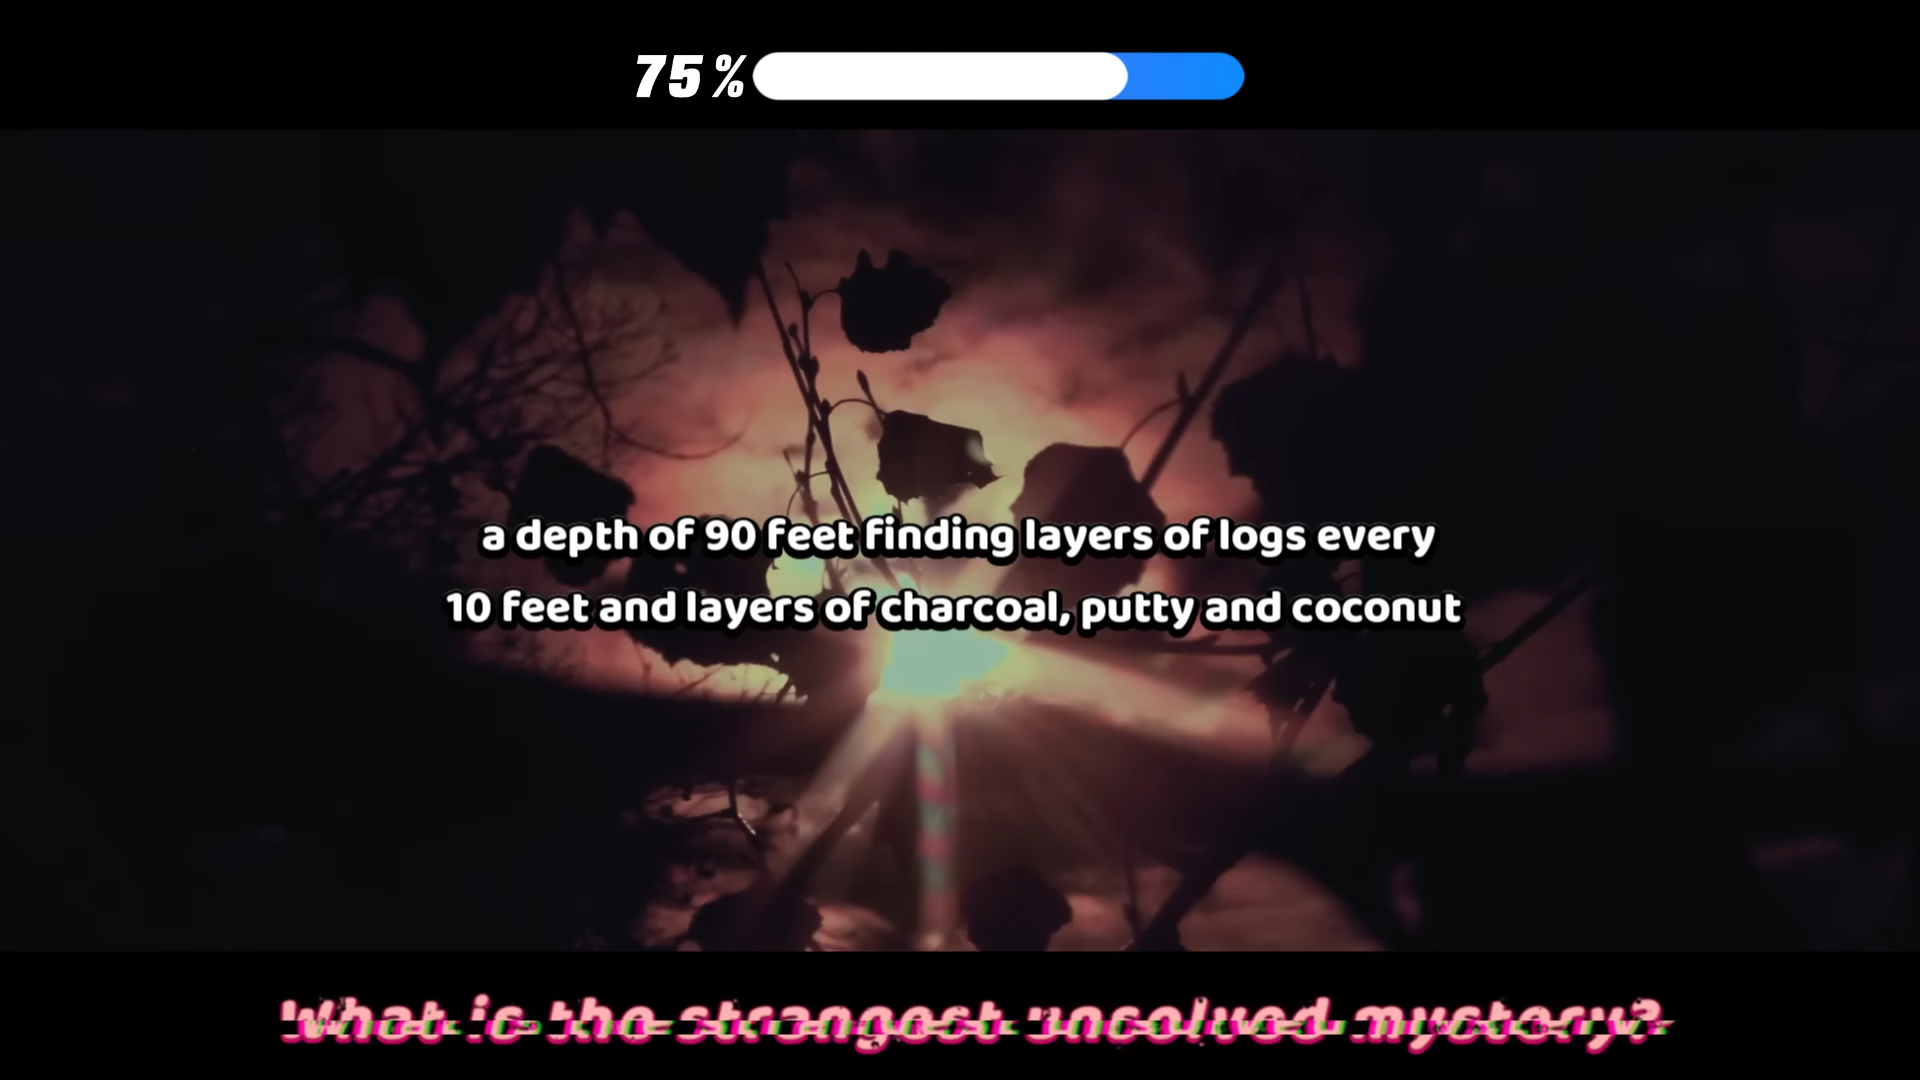 75%
a depth of 90 feet finding layers of logs every
10 feet and layers of charcoal, putty and coconut
What is the strangest unsolved mystery?